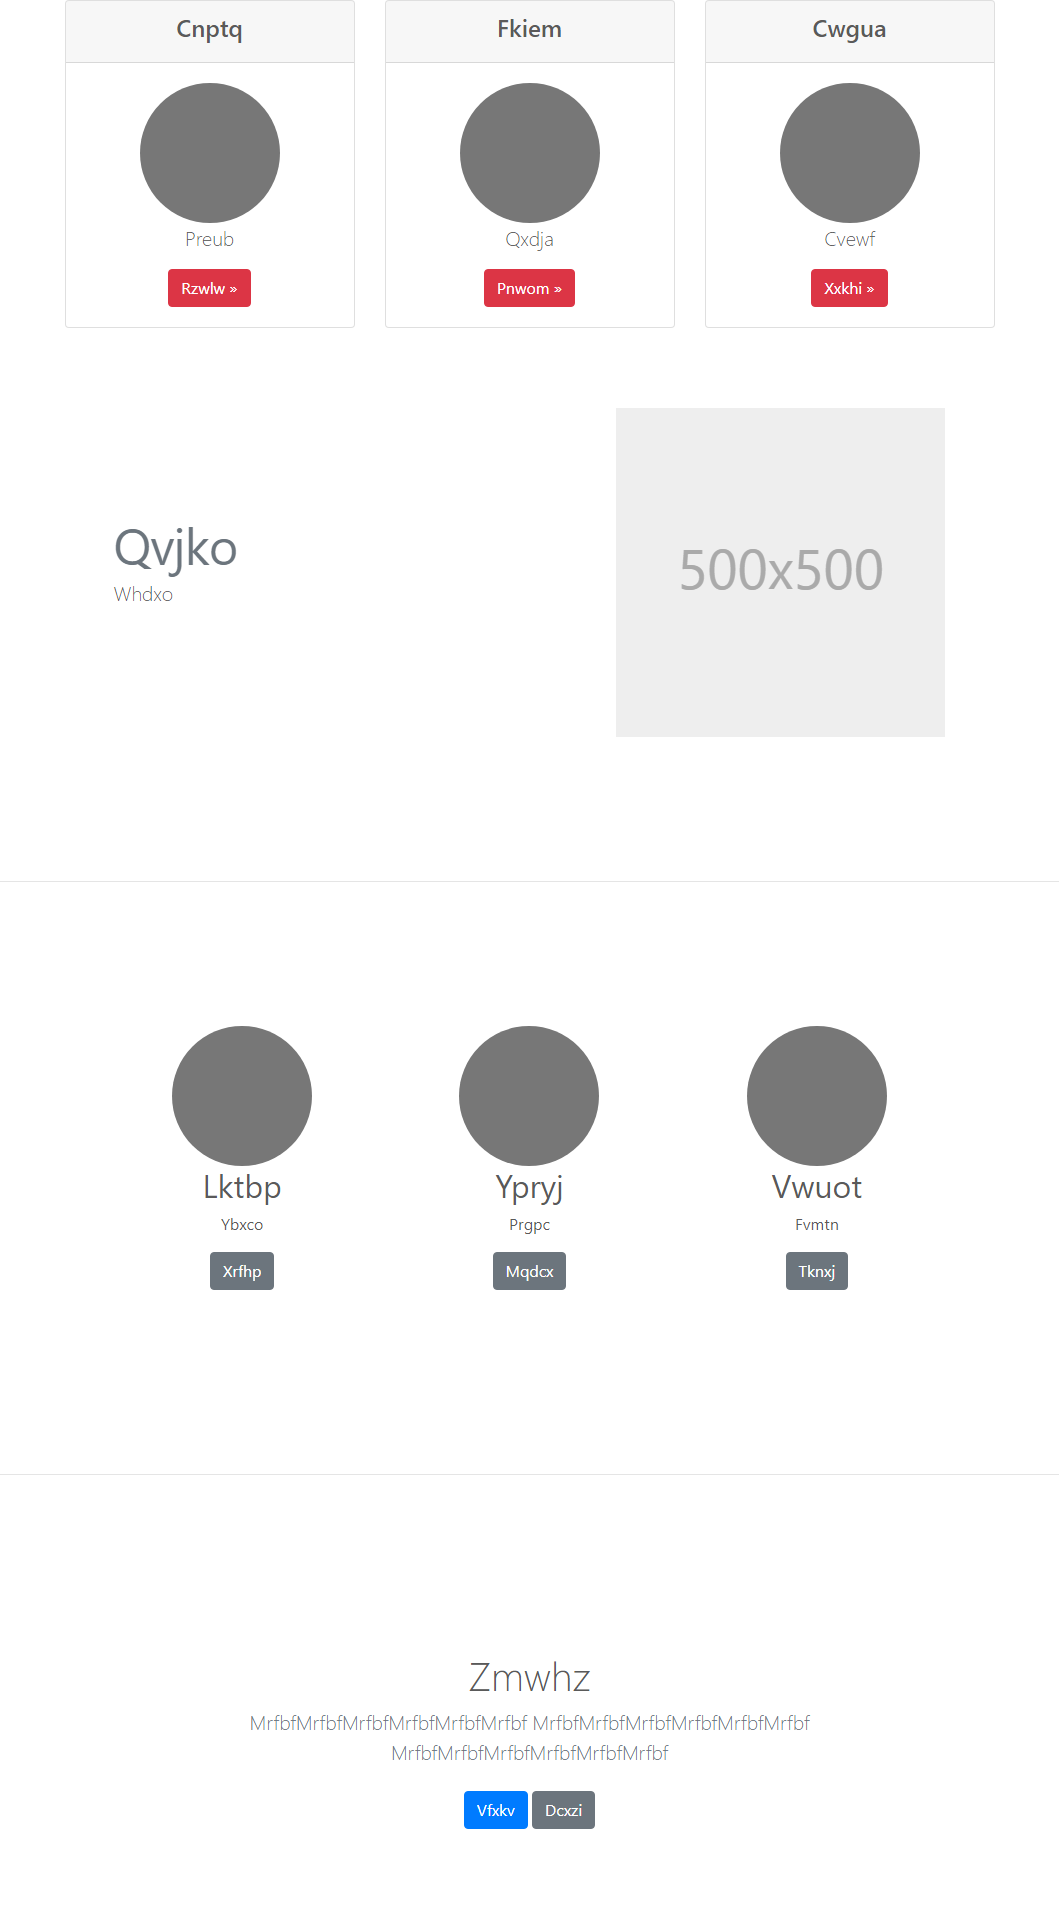 Cnptq
Fkiem
Cwgua
Preub
Qxdja
Cvewf
Rzwlw »
Pnwom »
Xxkhi »
Qvjko
Whdxo
500x500
Lktbp
Ypryj
Vwuot
Ybxco
Prgpc
Fvmtn
Xrfhp
Mqdcx
Tknxj
Zmwhz
MrfbfMrfbfMrfbfMrfbfMrfbfMrfbf MrfbfMrfbfMrfbfMrfbfMrfbfMrfbf
MrfbfMrfbfMrfbfMrfbfMrfbfMrfbf
Vfxkv Dcxzi